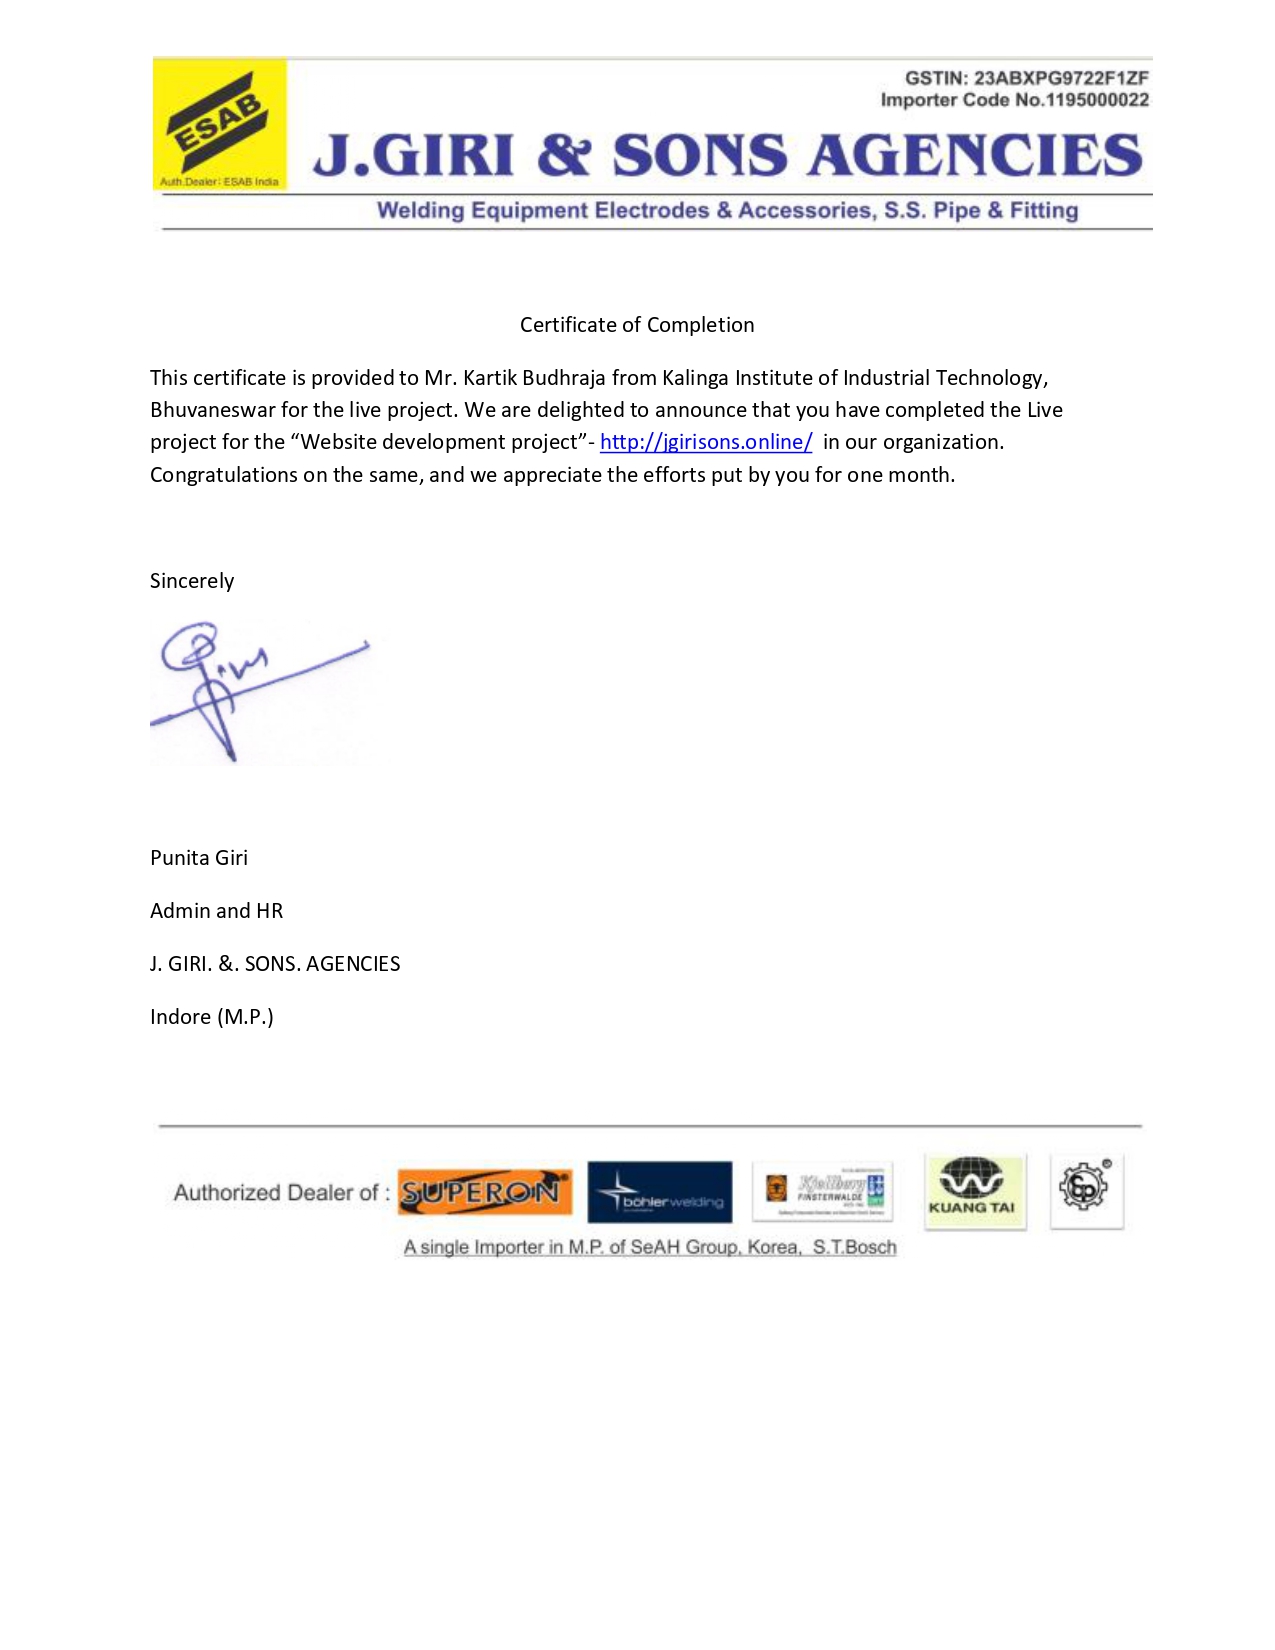 ESAB
Auth.Dealer: ESAB India
GSTIN: 23ABXPG9722F1ZF
Importer Code No.1195000022
J.GIRI & SONS AGENCIES
Welding Equipment Electrodes & Accessories, S.S. Pipe & Fitting
Certificate of Completion
This certificate is provided to Mr. Kartik Budhraja from Kalinga Institute of Industrial Technology,
Bhuvaneswar for the live project. We are delighted to announce that you have completed the Live
project for the “Website development project”- http://jgirisons.online/ in our organization.
Congratulations on the same, and we appreciate the efforts put by you for one month.
Sincerely
Punita Giri
Admin and HR
J. GIRI. &. SONS. AGENCIES
Indore (M.P.)
Authorized Dealer of : SUPERON® böhler welding Kjellberg FINSTERWALDE KUANG TAI
A single Importer in M.P. of SeAH Group, Korea, S.T.Bosch